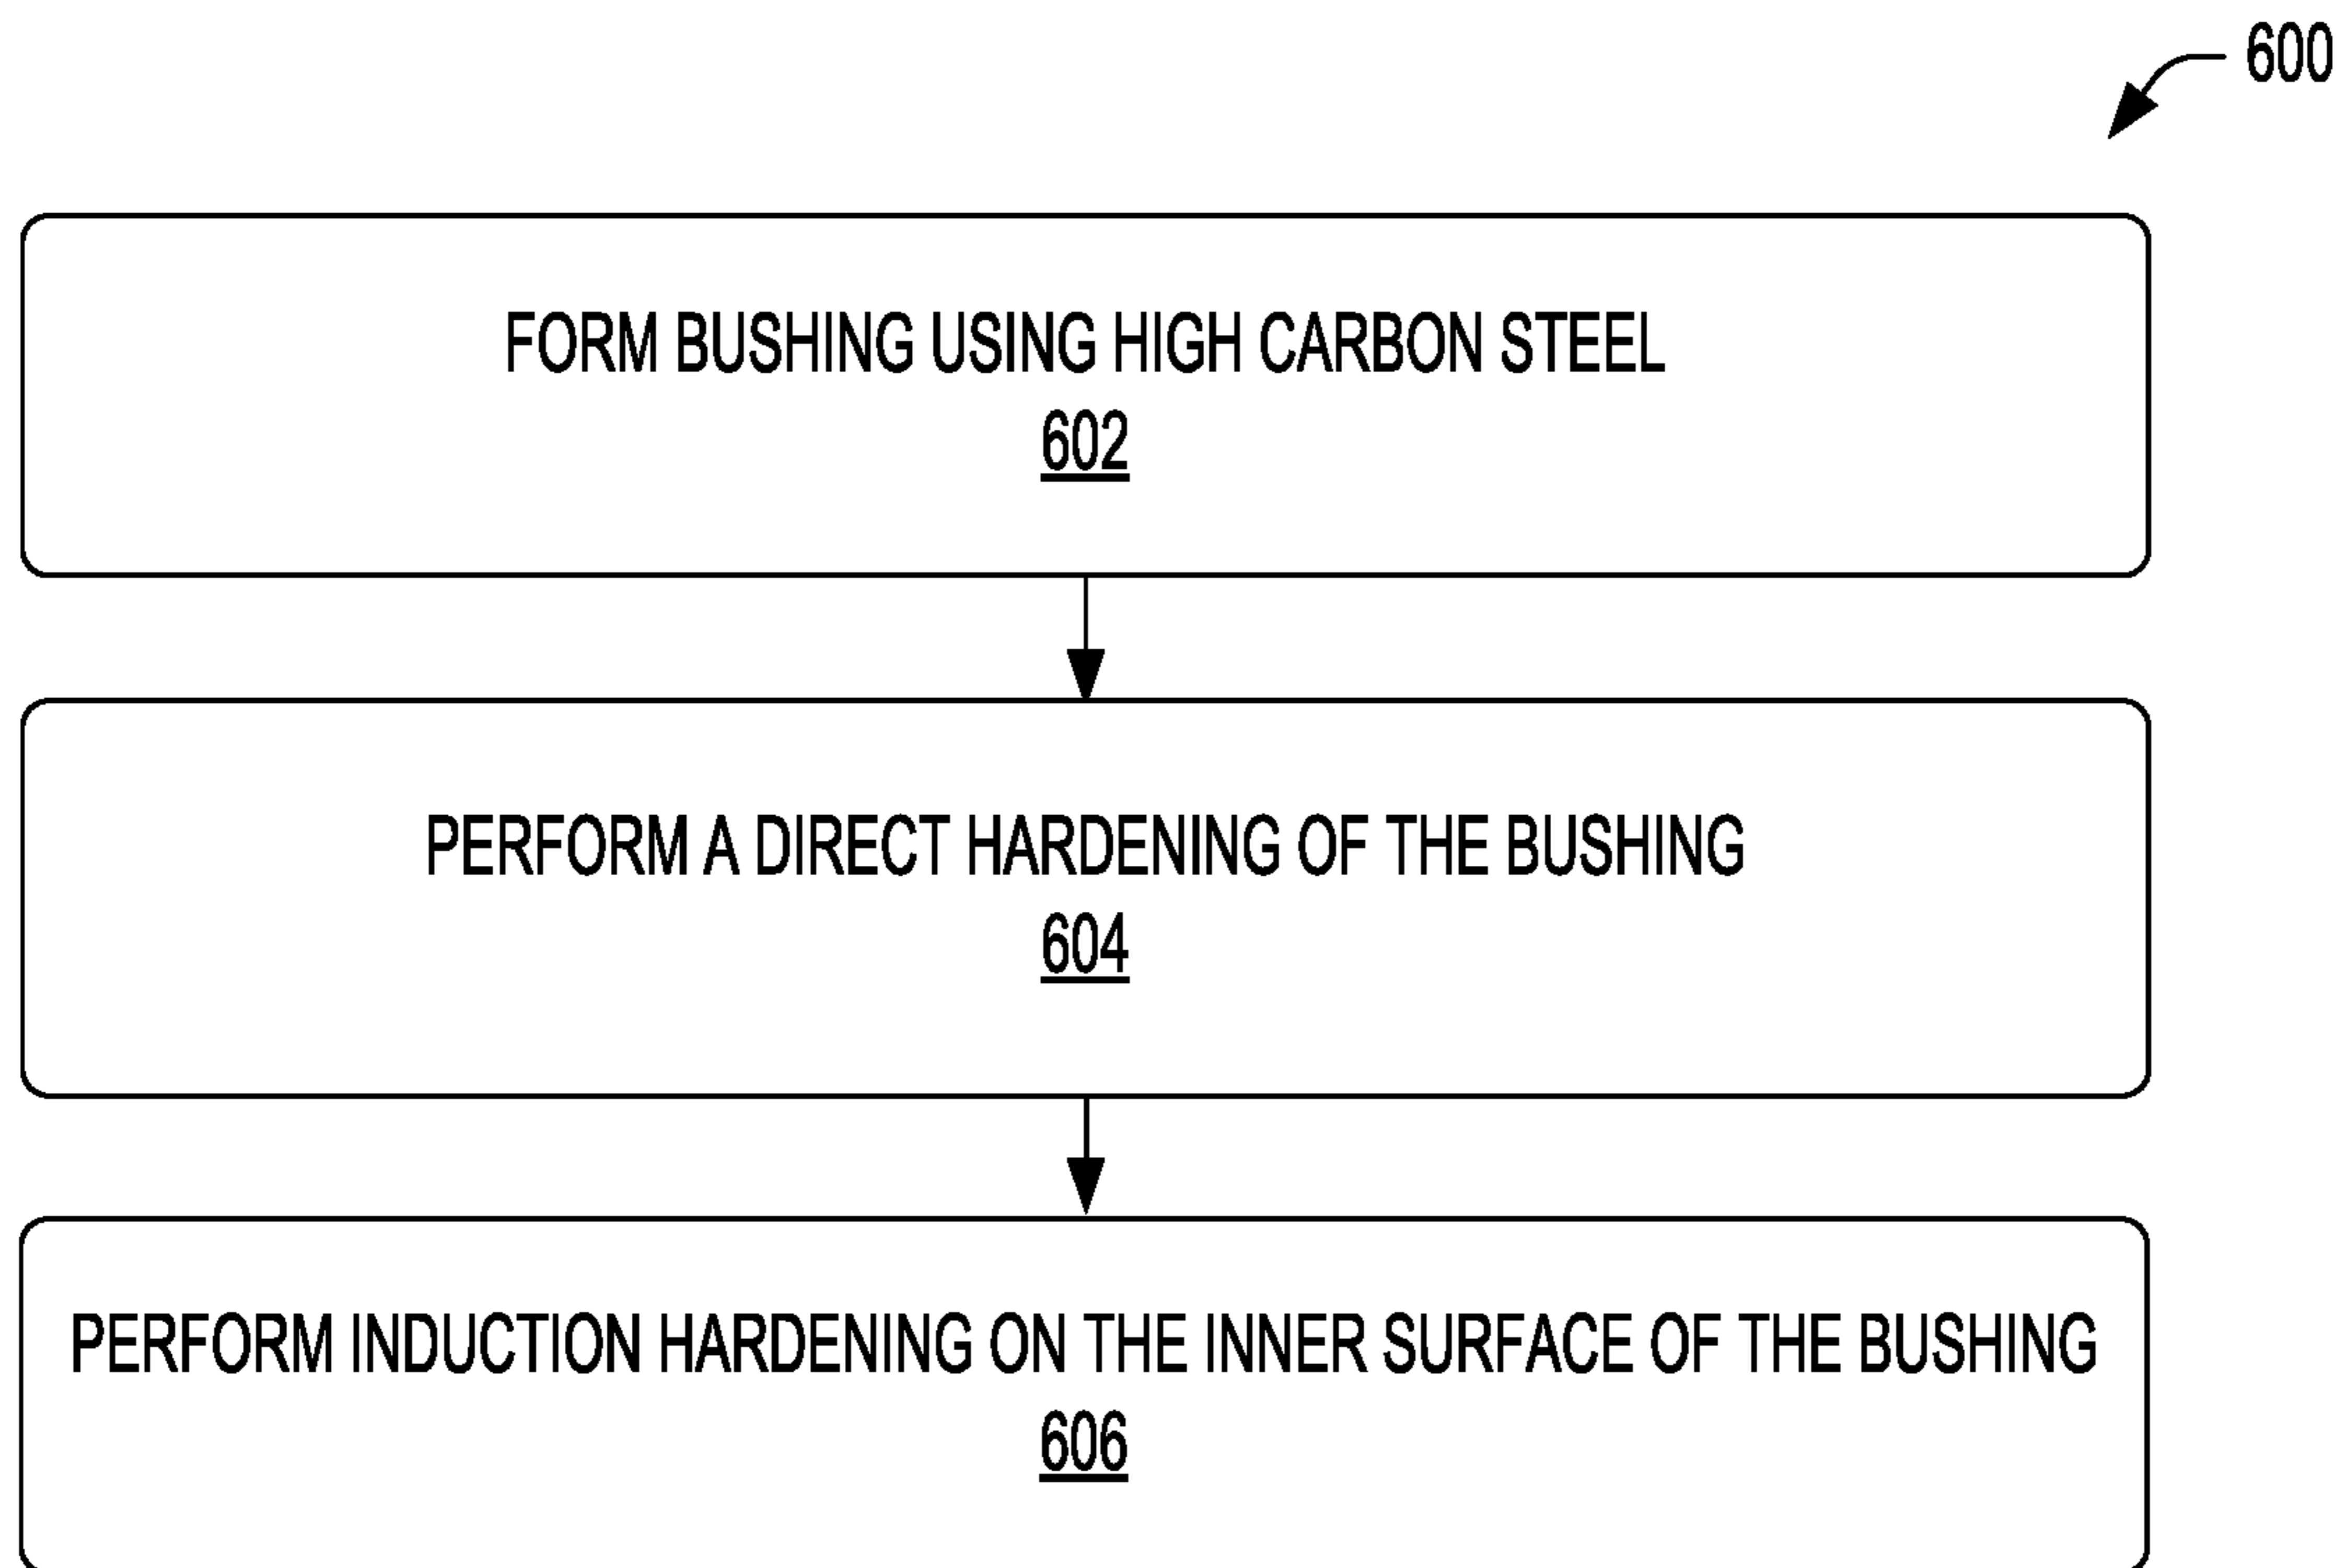 600
FORM BUSHING USING HIGH CARBON STEEL
602
PERFORM A DIRECT HARDENING OF THE BUSHING
604
PERFORM INDUCTION HARDENING ON THE INNER SURFACE OF THE BUSHING
606